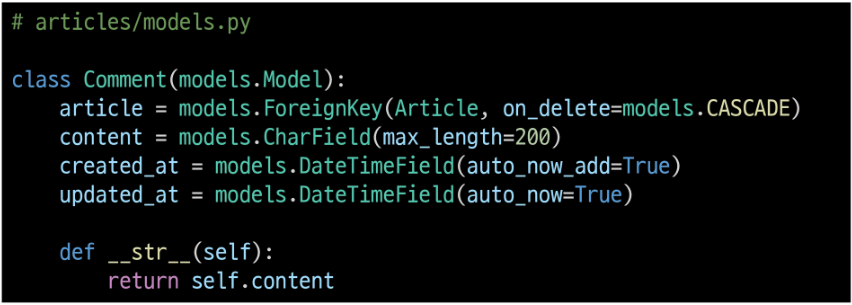 # articles/models.py

class Comment(models.Model):
    article = models.ForeignKey(Article, on_delete=models.CASCADE)
    content = models.CharField(max_length=200)
    created_at = models.DateTimeField(auto_now_add=True)
    updated_at = models.DateTimeField(auto_now=True)

    def __str__(self):
        return self.content